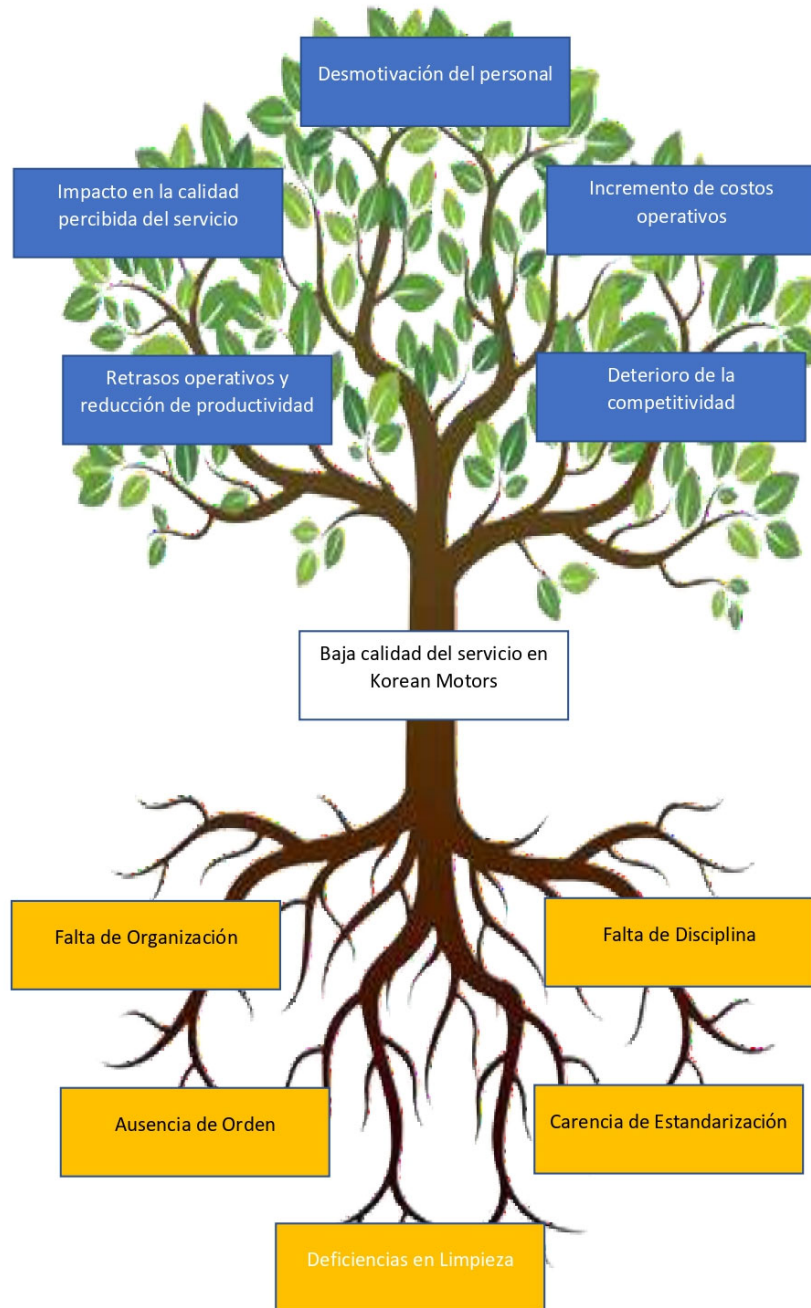 Desmotivación del personal
Impacto en la calidad
percibida del servicio
Incremento de costos
operativos
Retrasos operativos y
reducción de productividad
Deterioro de la
competitividad
Baja calidad del servicio en
Korean Motors
Falta de Organización
Falta de Disciplina
Ausencia de Orden
Carencia de Estandarización
Deficiencias en Limpieza